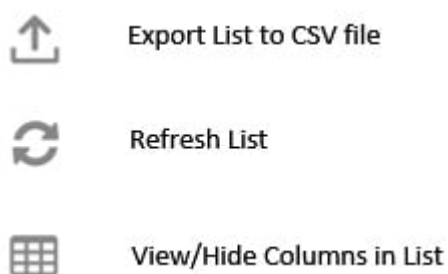 Export List to CSV file
Refresh List
View/Hide Columns in List